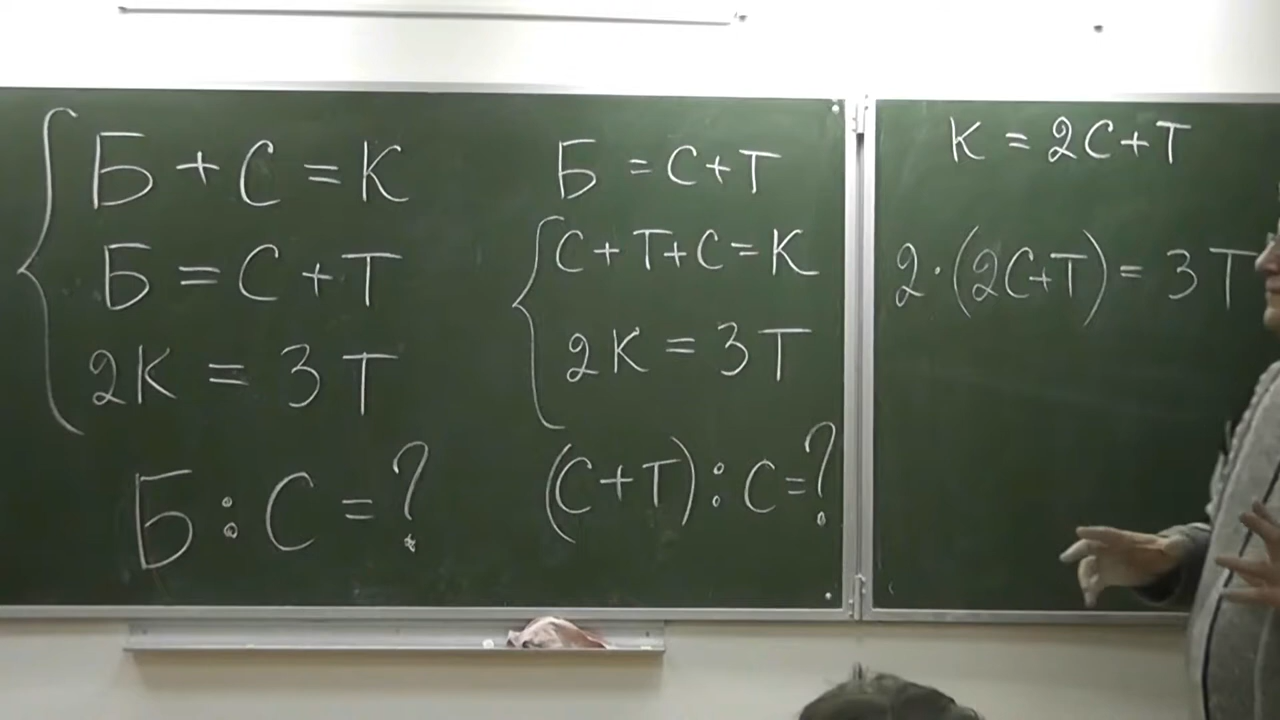 Б + С = К
Б = С + Т
2К = 3Т
Б : С = ?
Б = С + Т
С + Т + С = К
2К = 3Т
(С + Т) : С = ?
К = 2С + Т
2 · (2С + Т) = 3Т